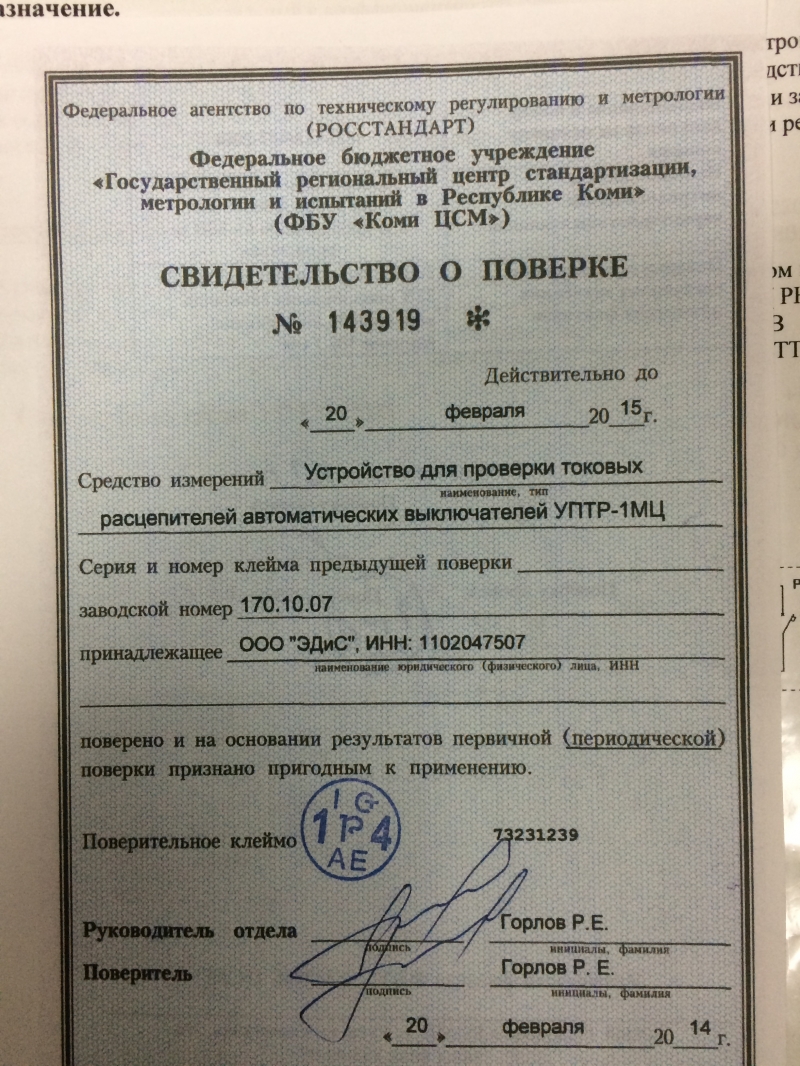 азначение.
Федеральное агентство по техническому регулированию и метрологии
(РОССТАНДАРТ)
Федеральное бюджетное учреждение
«Государственный региональный центр стандартизации,
метрологии и испытаний в Республике Коми»
(ФБУ «Коми ЦСМ»)
СВИДЕТЕЛЬСТВО О ПОВЕРКЕ
№ 143919 *
Действительно до
« 20 » февраля 20 15 г.
Средство измерений Устройство для проверки токовых
наименование, тип
расцепителей автоматических выключателей УПТР-1МЦ
Серия и номер клейма предыдущей поверки
заводской номер 170.10.07
принадлежащее ООО "ЭДиС", ИНН: 1102047507
наименование юридического (физического) лица, ИНН
поверено и на основании результатов первичной (периодической)
поверки признано пригодным к применению.
I G
Поверительное клеймо 1 Р 4 73231239
AE
Руководитель отдела Горлов Р.Е.
подпись инициалы, фамилия
Поверитель Горлов Р. Е.
подпись инициалы, фамилия
« 20 » февраля 20 14 г.